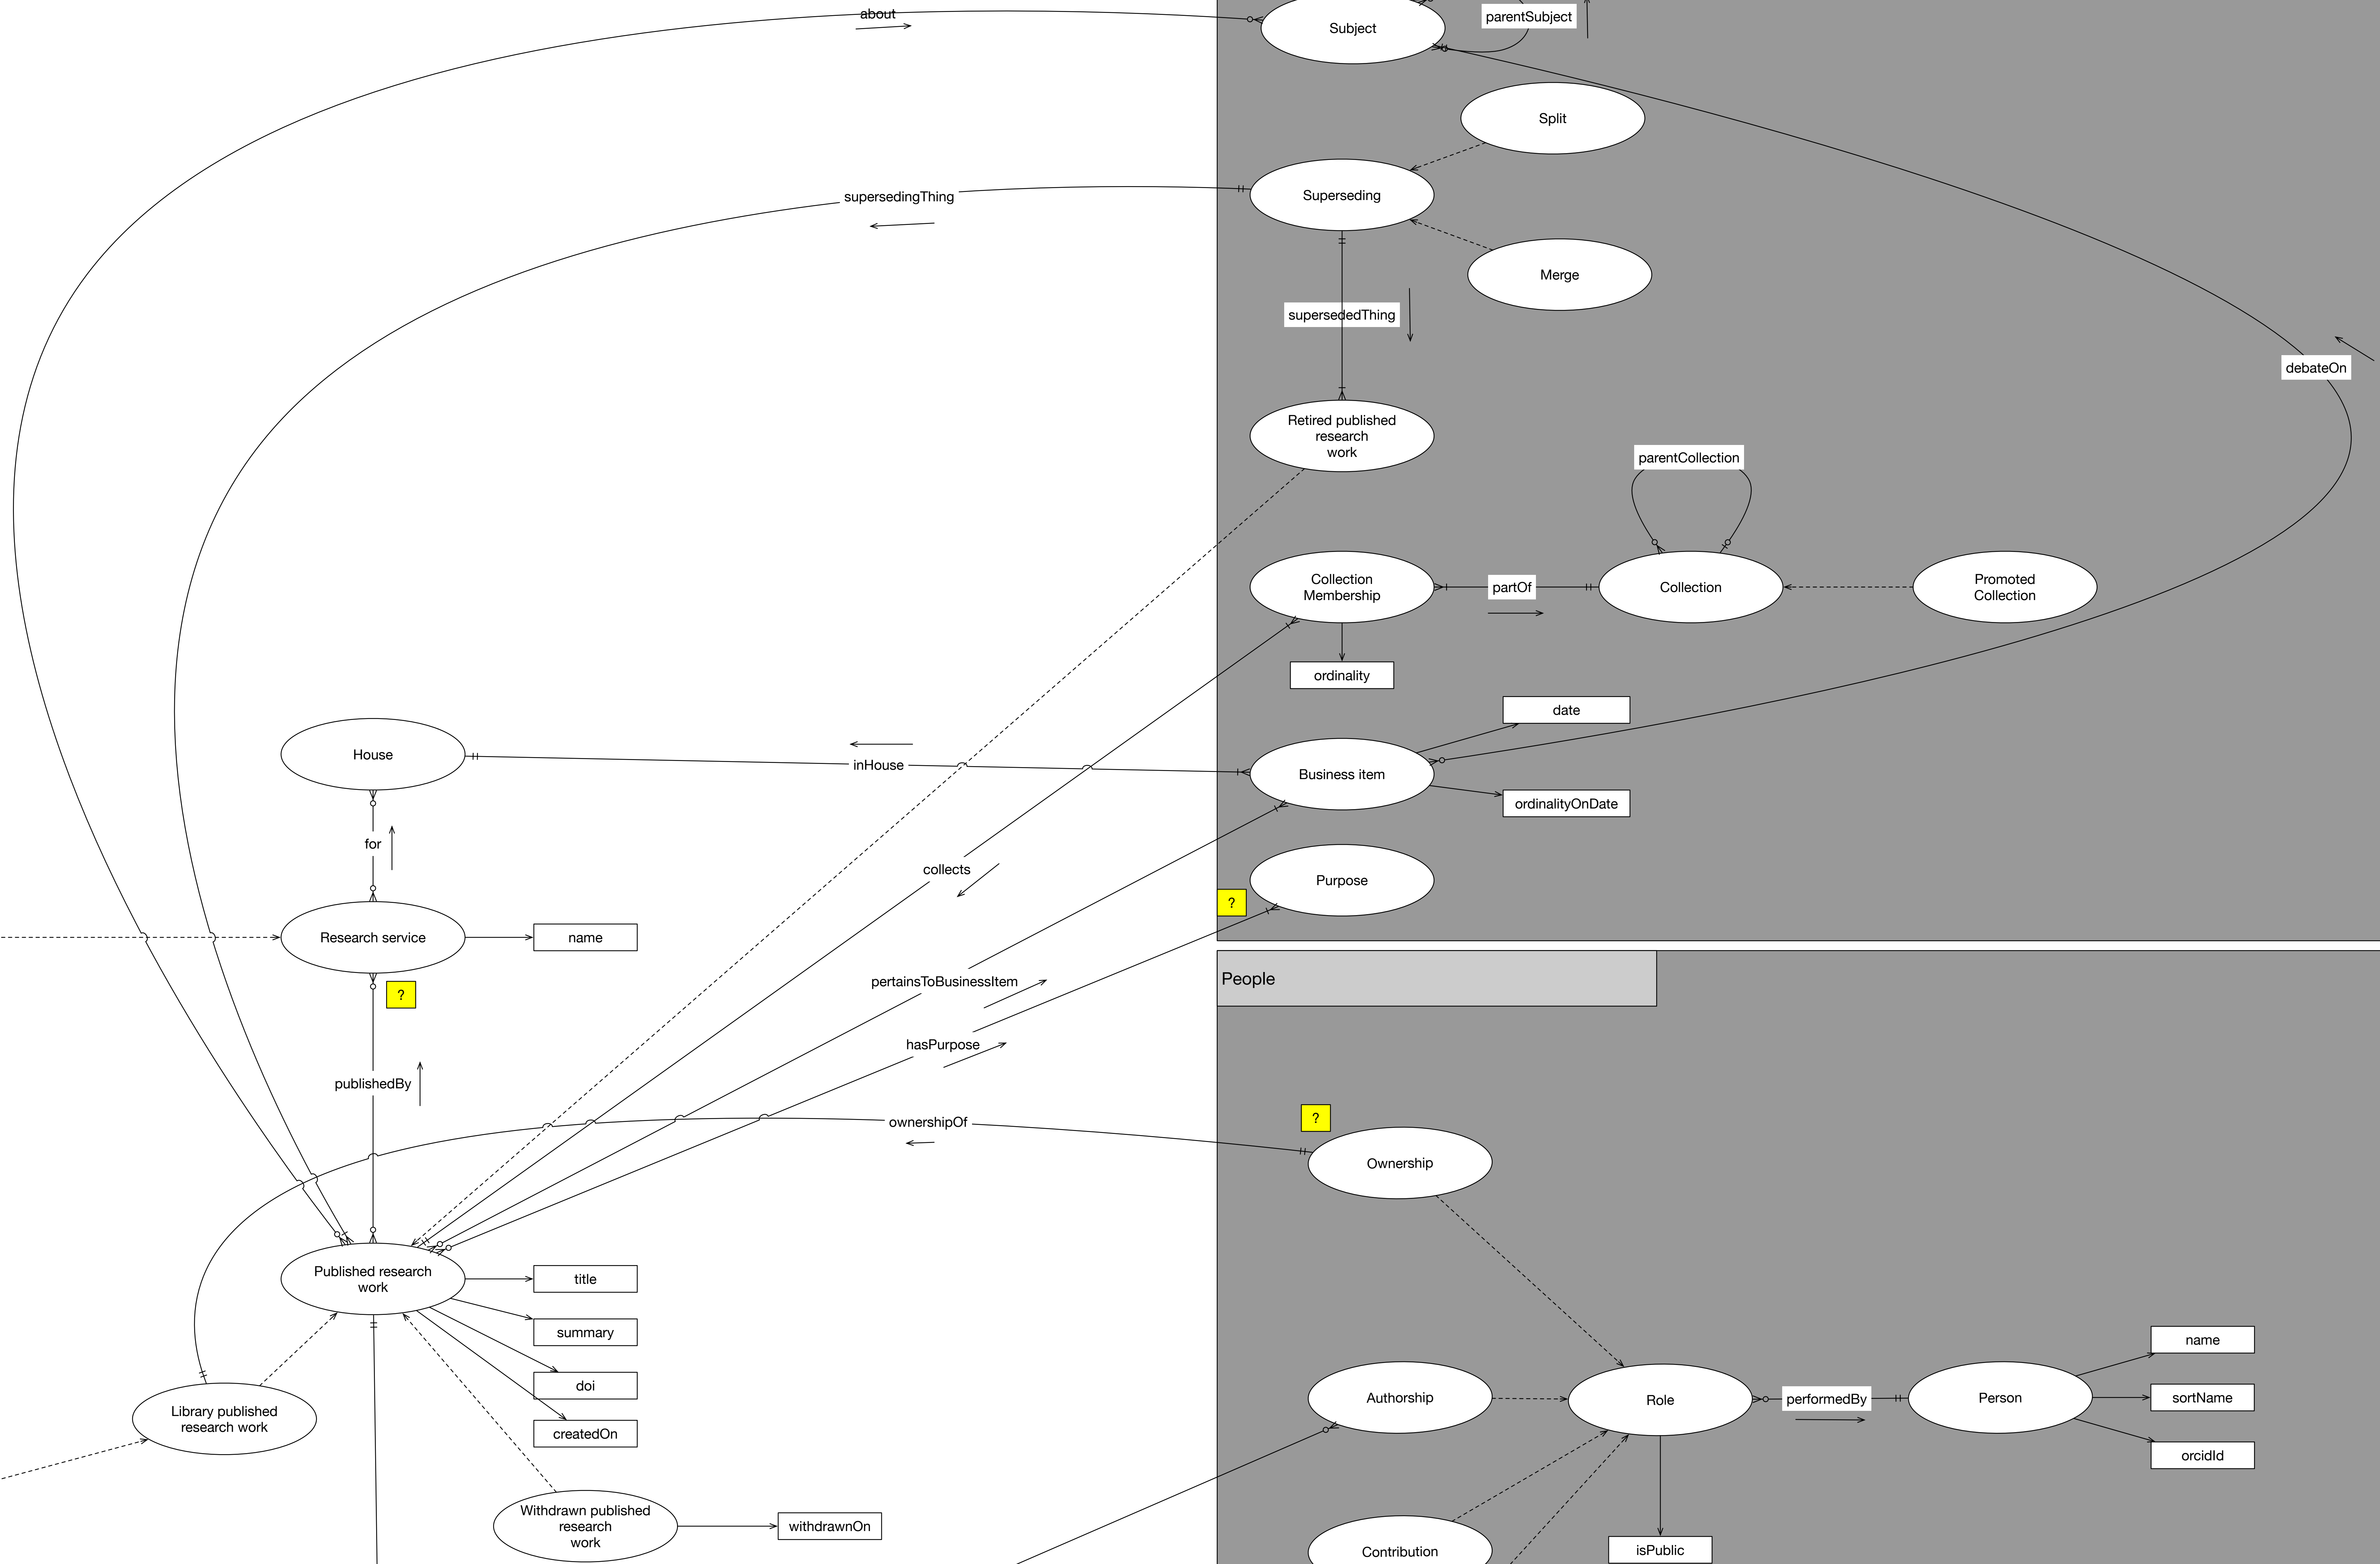 about
Subject
parentSubject
Split
supersedingThing
Superseding
Merge
supersededThing
debateOn
Retired published
research
work
parentCollection
Collection
Membership
partOf
Collection
Promoted
Collection
ordinality
date
House
inHouse
Business item
ordinalityOnDate
for
collects
Purpose
?
Research service
name
pertainsToBusinessItem
People
?
hasPurpose
publishedBy
ownershipOf
?
Ownership
Published research
work
title
summary
doi
createdOn
Library published
research work
Authorship
Role
performedBy
Person
name
sortName
orcidId
Withdrawn published
research
work
withdrawnOn
Contribution
isPublic